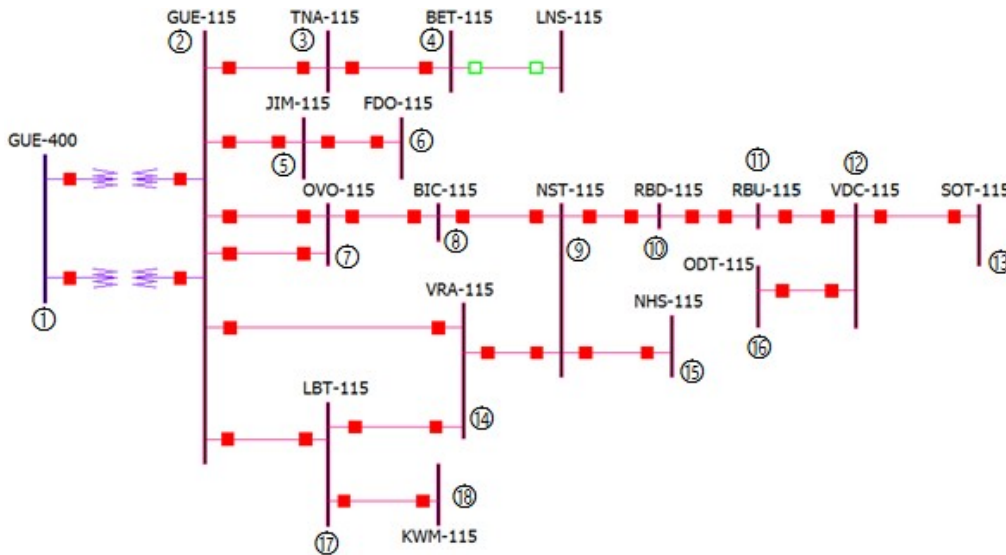 GUE-115
TNA-115
BET-115
LNS-115
②
③
④
JIM-115
FDO-115
⑤
⑥
GUE-400
①
OVO-115
BIC-115
NST-115
RBD-115
⑪
RBU-115
⑫
VDC-115
SOT-115
⑦
⑧
⑨
⑩
⑬
ODT-115
⑯
VRA-115
NHS-115
⑮
LBT-115
⑭
⑱
KWM-115
⑰